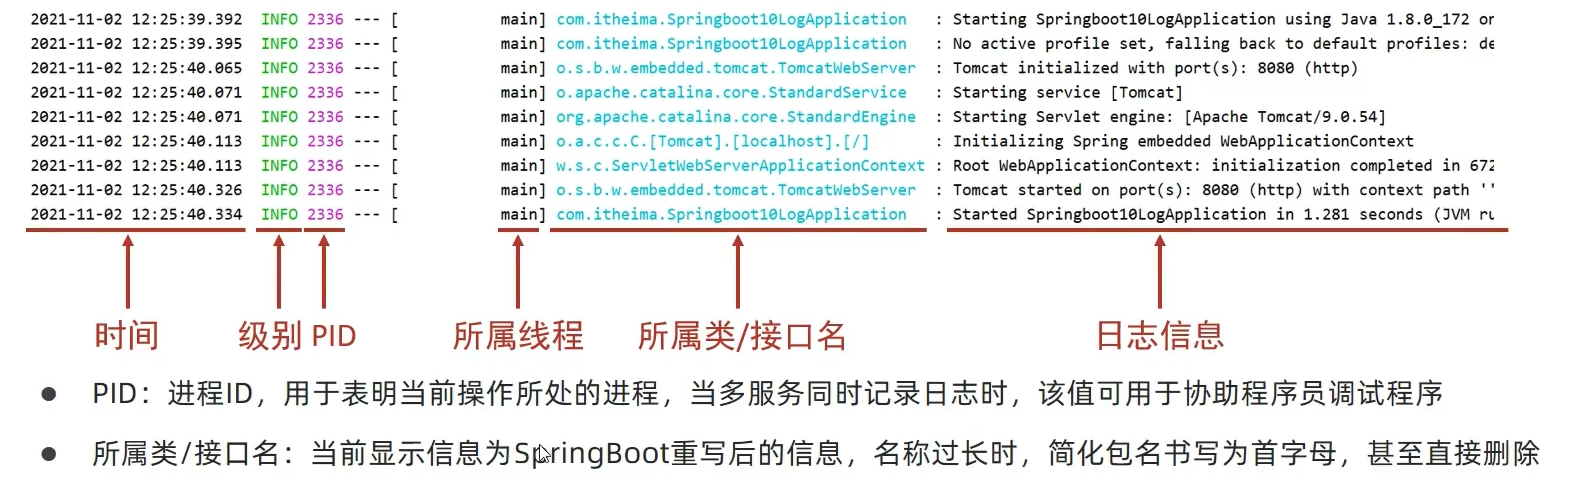 2021-11-02 12:25:39.392 INFO 2336 --- [ main] com.itheima.Springboot10LogApplication : Starting Springboot10LogApplication using Java 1.8.0_172 on
2021-11-02 12:25:39.395 INFO 2336 --- [ main] com.itheima.Springboot10LogApplication : No active profile set, falling back to default profiles: de
2021-11-02 12:25:40.065 INFO 2336 --- [ main] o.s.b.w.embedded.tomcat.TomcatWebServer : Tomcat initialized with port(s): 8080 (http)
2021-11-02 12:25:40.071 INFO 2336 --- [ main] o.apache.catalina.core.StandardService : Starting service [Tomcat]
2021-11-02 12:25:40.071 INFO 2336 --- [ main] org.apache.catalina.core.StandardEngine : Starting Servlet engine: [Apache Tomcat/9.0.54]
2021-11-02 12:25:40.113 INFO 2336 --- [ main] o.a.c.c.C.[Tomcat].[localhost].[/] : Initializing Spring embedded WebApplicationContext
2021-11-02 12:25:40.113 INFO 2336 --- [ main] w.s.c.ServletWebServerApplicationContext : Root WebApplicationContext: initialization completed in 672
2021-11-02 12:25:40.326 INFO 2336 --- [ main] o.s.b.w.embedded.tomcat.TomcatWebServer : Tomcat started on port(s): 8080 (http) with context path ''
2021-11-02 12:25:40.334 INFO 2336 --- [ main] com.itheima.Springboot10LogApplication : Started Springboot10LogApplication in 1.281 seconds (JVM ru
时间 级别 PID 所属线程 所属类/接口名 日志信息
● PID：进程ID，用于表明当前操作所处的进程，当多服务同时记录日志时，该值可用于协助程序员调试程序
● 所属类/接口名：当前显示信息为SpringBoot重写后的信息，名称过长时，简化包名书写为首字母，甚至直接删除